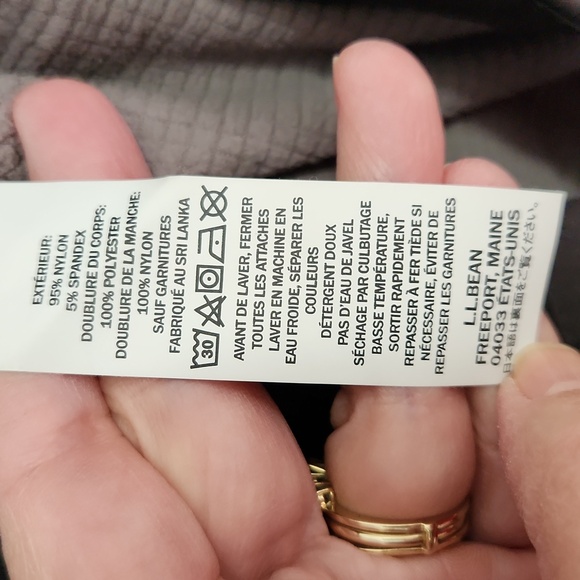 EXTÉRIEUR:
95% NYLON
5% SPANDEX
DOUBLURE DU CORPS:
100% POLYESTER
DOUBLURE DE LA MANCHE:
100% NYLON
SAUF GARNITURES
FABRIQUÉ AU SRI LANKA
30
AVANT DE LAVER, FERMER
TOUTES LES ATTACHES
LAVER EN MACHINE EN
EAU FROIDE, SÉPARER LES
COULEURS
DÉTERGENT DOUX
PAS D'EAU DE JAVEL
SÉCHAGE PAR CULBUTAGE
BASSE TEMPÉRATURE,
SORTIR RAPIDEMENT
REPASSER À FER TIÈDE SI
NÉCESSAIRE, ÉVITER DE
REPASSER LES GARNITURES
L.L.BEAN
FREEPORT, MAINE
04033 ÉTATS-UNIS
日本語は裏面をご覧ください。